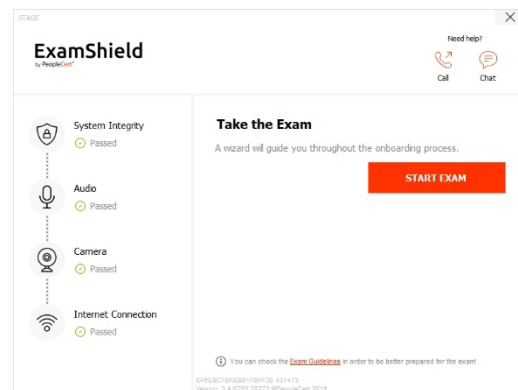 STAGE
Need help?
ExamShield
by PeopleCert
Call
Chat
System Integrity
Passed
Audio
Passed
Camera
Passed
Internet Connection
Passed
Take the Exam
A wizard will guide you throughout the onboarding process.
START EXAM
You can check the Exam Guidelines in order to be better prepared for the exam!
@PeopleCert 2019